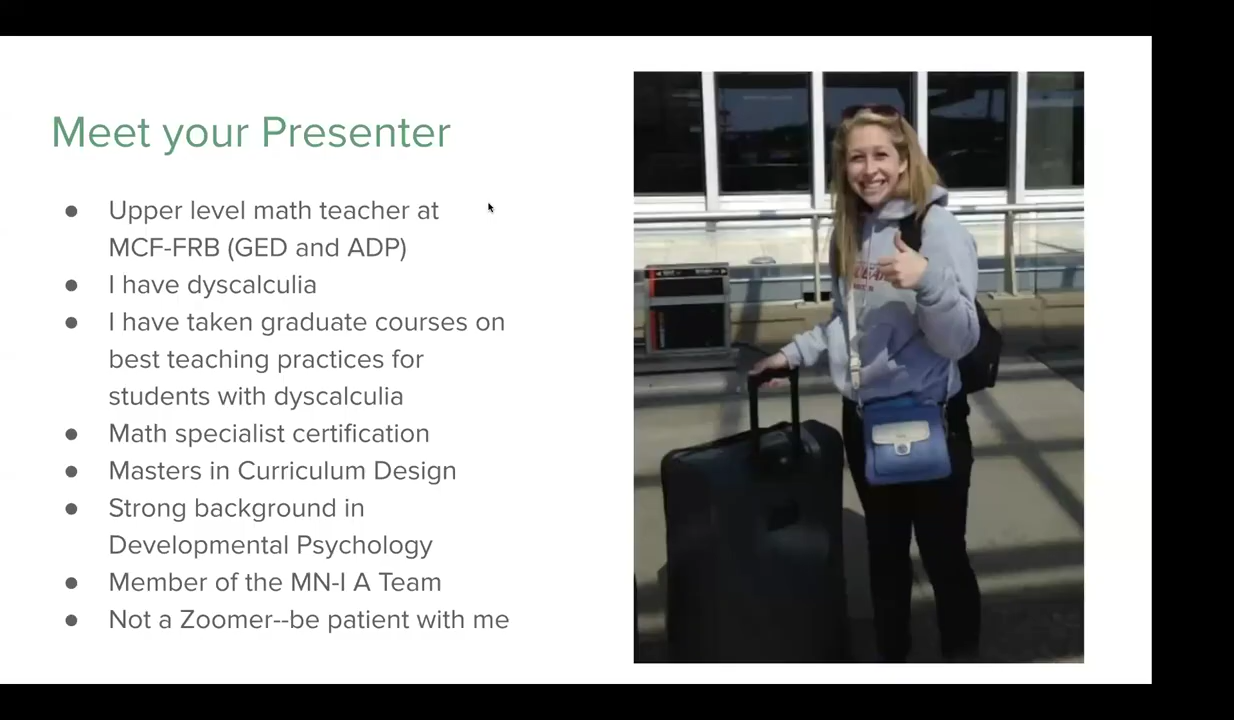 Meet your Presenter
● Upper level math teacher at
MCF-FRB (GED and ADP)
● I have dyscalculia
● I have taken graduate courses on
best teaching practices for
students with dyscalculia
● Math specialist certification
● Masters in Curriculum Design
● Strong background in
Developmental Psychology
● Member of the MN-I A Team
● Not a Zoomer--be patient with me